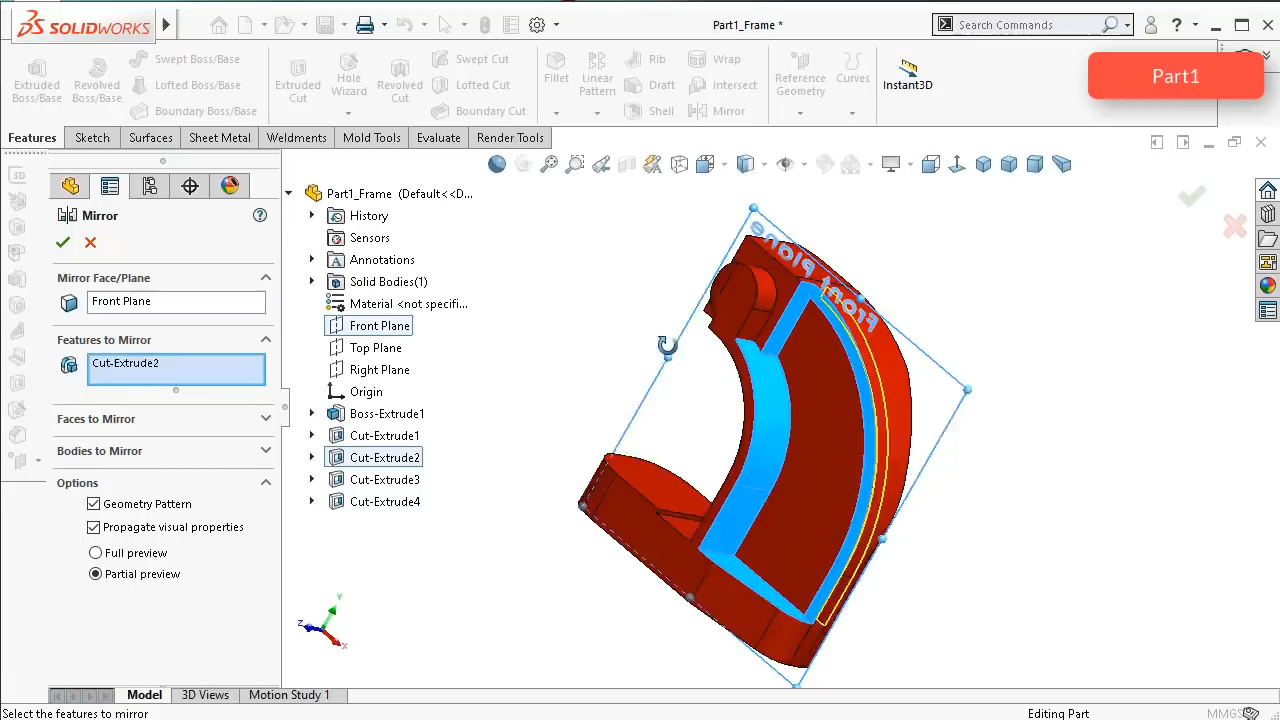 SOLIDWORKS
Part1_Frame *
Search Commands
Part1
Extruded Boss/Base
Revolved Boss/Base
Swept Boss/Base
Lofted Boss/Base
Boundary Boss/Base
Extruded Cut
Hole Wizard
Revolved Cut
Swept Cut
Lofted Cut
Boundary Cut
Fillet
Linear Pattern
Rib
Draft
Shell
Wrap
Intersect
Mirror
Reference Geometry
Curves
Instant3D
Features
Sketch
Surfaces
Sheet Metal
Weldments
Mold Tools
Evaluate
Render Tools
Mirror
Mirror Face/Plane
Front Plane
Features to Mirror
Cut-Extrude2
Faces to Mirror
Bodies to Mirror
Options
Geometry Pattern
Propagate visual properties
Full preview
Partial preview
Part1_Frame (Default<<D...
History
Sensors
Annotations
Solid Bodies(1)
Material <not specifi...
Front Plane
Top Plane
Right Plane
Origin
Boss-Extrude1
Cut-Extrude1
Cut-Extrude2
Cut-Extrude3
Cut-Extrude4
Front Plane
Y
Z
X
Model
3D Views
Motion Study 1
Select the features to mirror
Editing Part
MMGS